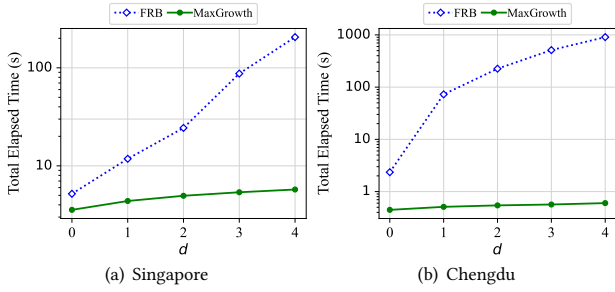 FRB MaxGrowth
Total Elapsed Time (s)
100
10
0 1 2 3 4
d
(a) Singapore
FRB MaxGrowth
Total Elapsed Time (s)
1000
100
10
1
0 1 2 3 4
d
(b) Chengdu